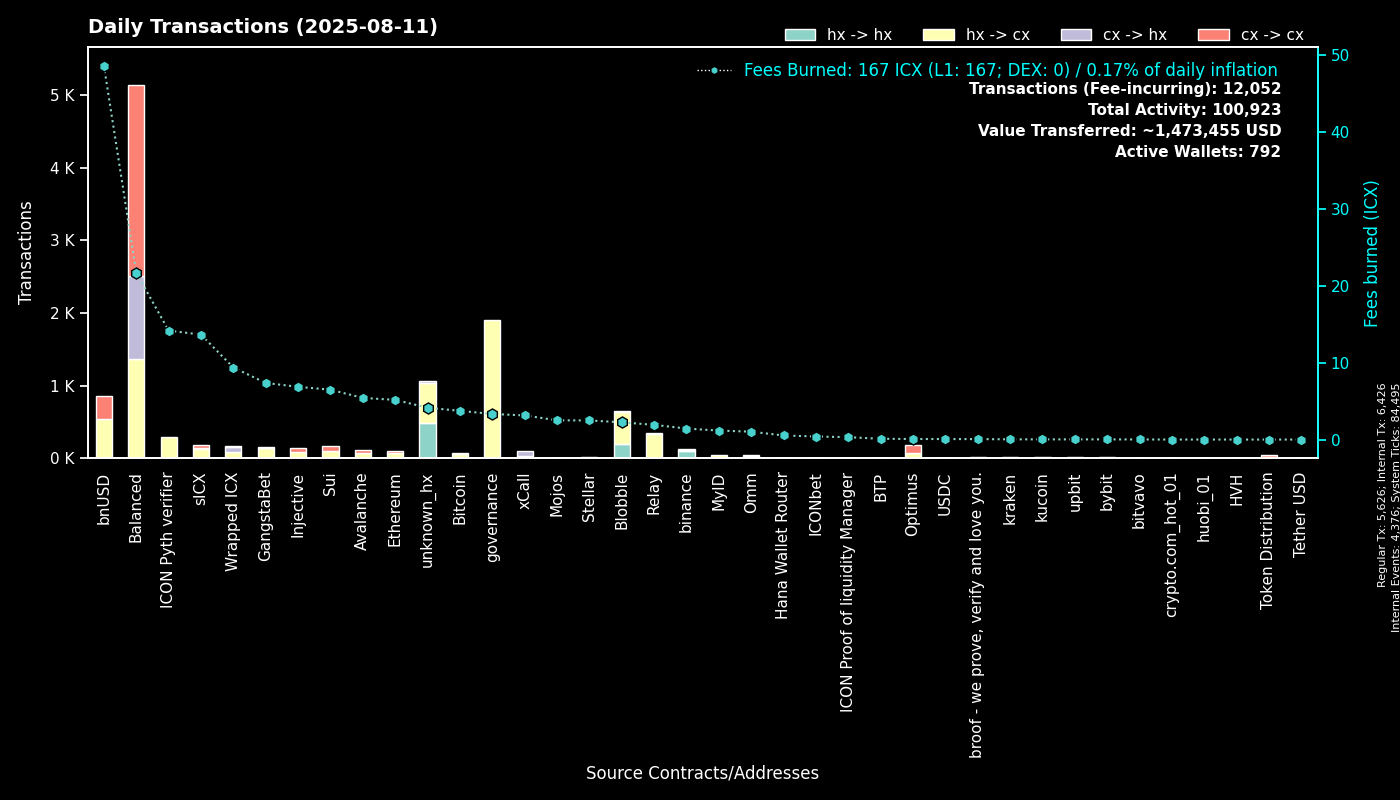 Daily Transactions (2025-08-11)
hx -> hx
hx -> cx
cx -> hx
cx -> cx
Fees Burned: 167 ICX (L1: 167; DEX: 0) / 0.17% of daily inflation
Transactions (Fee-incurring): 12,052
Total Activity: 100,923
Value Transferred: ~1,473,455 USD
Active Wallets: 792
Transactions
5 K
4 K
3 K
2 K
1 K
0 K
50
40
30
20
10
0
Fees burned (ICX)
Regular Tx: 5,626; Internal Tx: 6,426
Internal Events: 4,376; System Ticks: 84,495
bnUSD
Balanced
ICON Pyth verifier
sICX
Wrapped ICX
GangstaBet
Injective
Sui
Avalanche
Ethereum
unknown_hx
Bitcoin
governance
xCall
Mojos
Stellar
Blobble
Relay
binance
MyID
Omm
Hana Wallet Router
ICONbet
ICON Proof of liquidity Manager
BTP
Optimus
USDC
broof - we prove, verify and love you.
kraken
kucoin
upbit
bybit
bitvavo
crypto.com_hot_01
huobi_01
HVH
Token Distribution
Tether USD
Source Contracts/Addresses